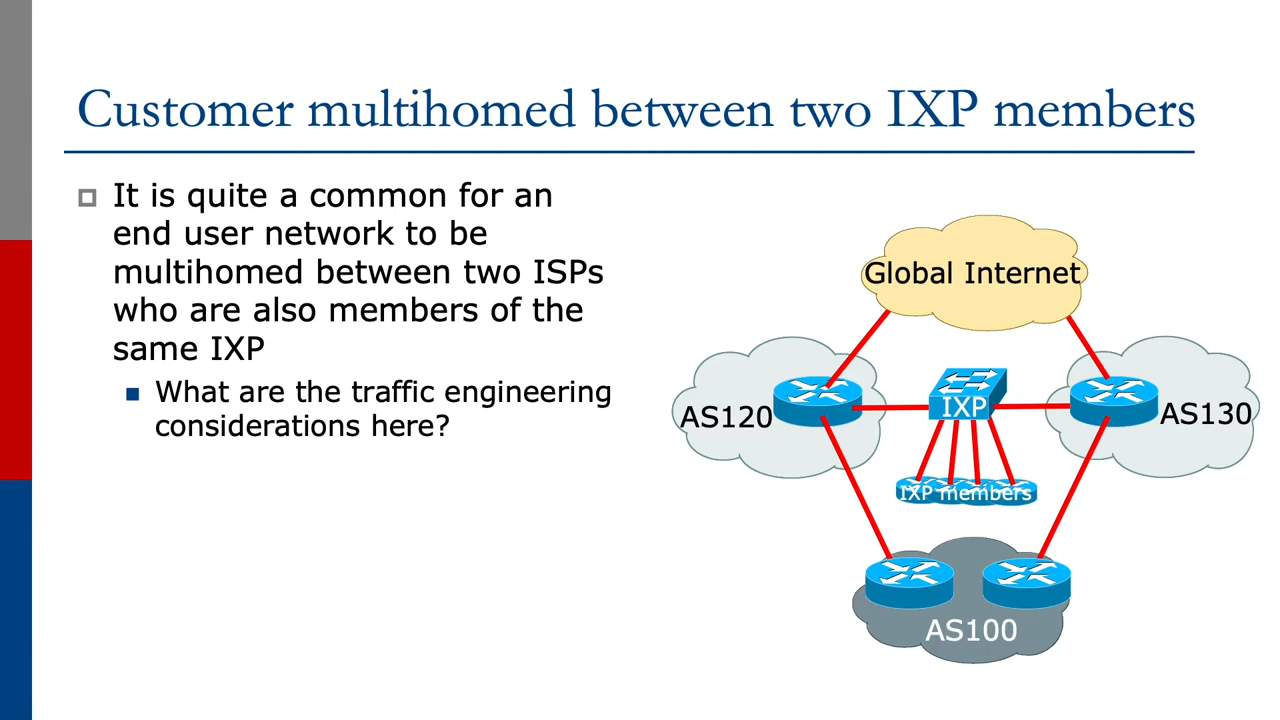 Customer multihomed between two IXP members
It is quite a common for an
end user network to be
multihomed between two ISPs
who are also members of the
same IXP
What are the traffic engineering
considerations here?
Global Internet
AS120
IXP
AS130
IXP members
AS100